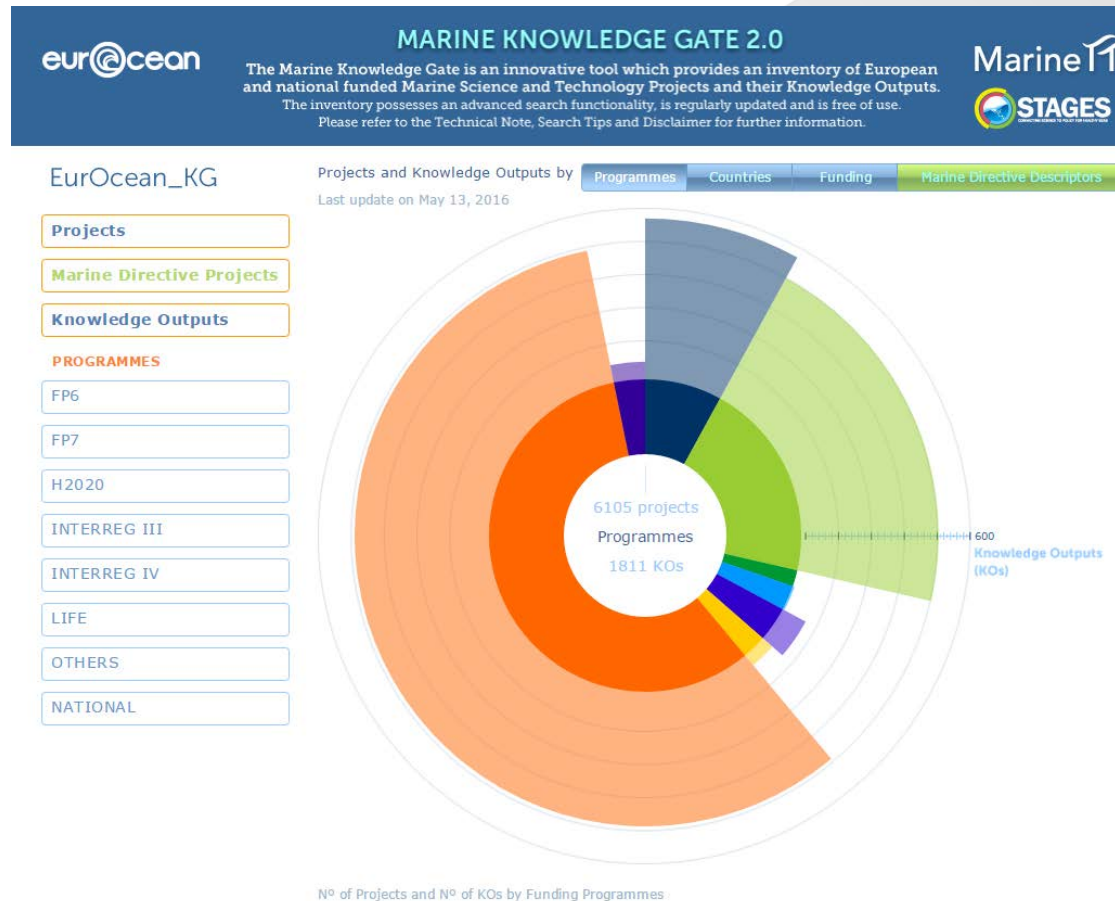 eurocean
MARINE KNOWLEDGE GATE 2.0
The Marine Knowledge Gate is an innovative tool which provides an inventory of European
and national funded Marine Science and Technology Projects and their Knowledge Outputs.
The inventory possesses an advanced search functionality, is regularly updated and is free of use.
Please refer to the Technical Note, Search Tips and Disclaimer for further information.
Marine
STAGES
EurOcean_KG
Projects
Marine Directive Projects
Knowledge Outputs
PROGRAMMES
FP6
FP7
H2020
INTERREG III
INTERREG IV
LIFE
OTHERS
NATIONAL
Projects and Knowledge Outputs by
Programmes
Countries
Funding
Marine Directive Descriptors
Last update on May 13, 2016
6105 projects
Programmes
1811 KOs
600
Knowledge Outputs
(KOs)
Nº of Projects and Nº of KOs by Funding Programmes